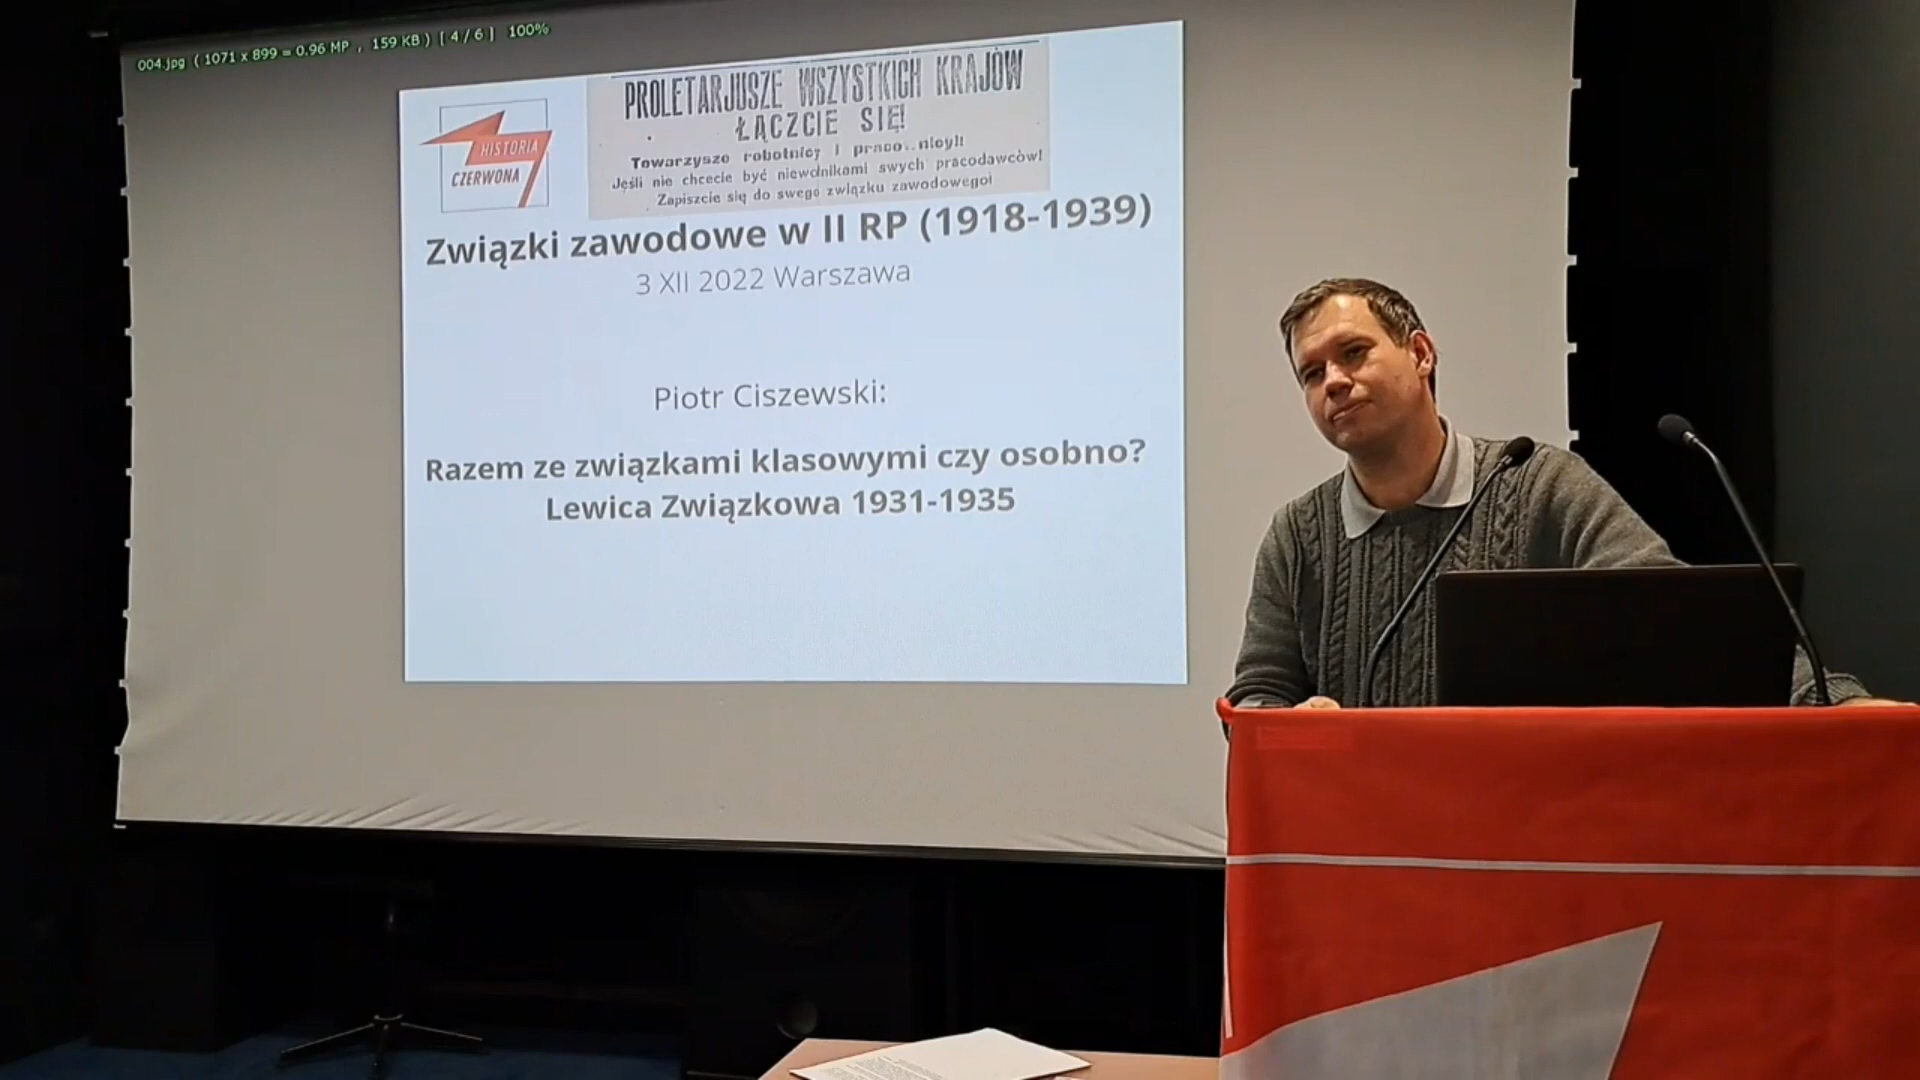 004.jpg ( 1071 x 899 = 0.96 MP , 159 KB ) [ 4 / 6 ] 100%
HISTORIA
CZERWONA
PROLETARJUSZE WSZYSTKICH KRAJÓW
ŁĄCZCIE SIĘ!
Towarzysze robotnicy i praco..nicy!!
Jeśli nie chcecie być niewolnikami swych pracodawców!
Zapiszcie się do swego związku zawodowego!
Związki zawodowe w II RP (1918-1939)
3 XII 2022 Warszawa
Piotr Ciszewski:
Razem ze związkami klasowymi czy osobno?
Lewica Związkowa 1931-1935